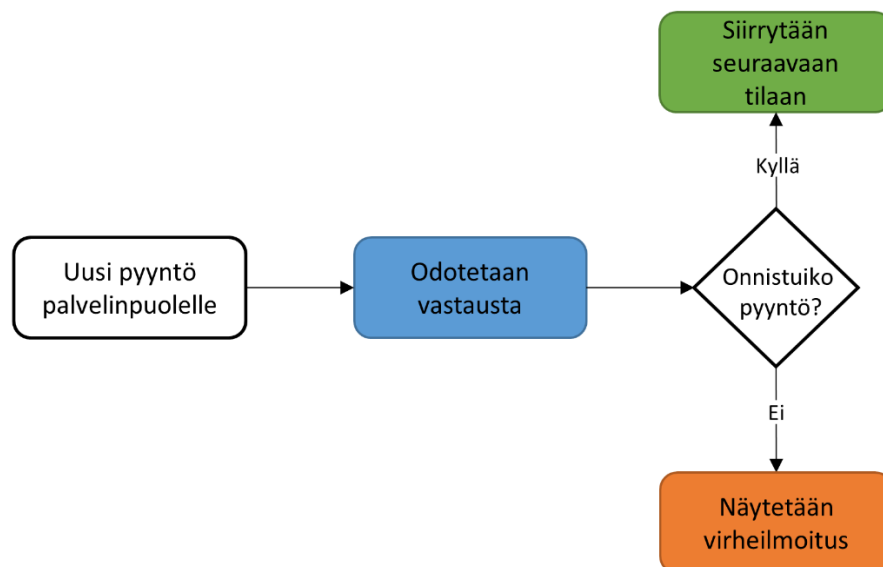 Siirrytään
seuraavaan
tilaan
Kyllä
Uusi pyyntö
palvelinpuolelle
Odotetaan
vastausta
Onnistuiko
pyyntö?
Ei
Näytetään
virheilmoitus